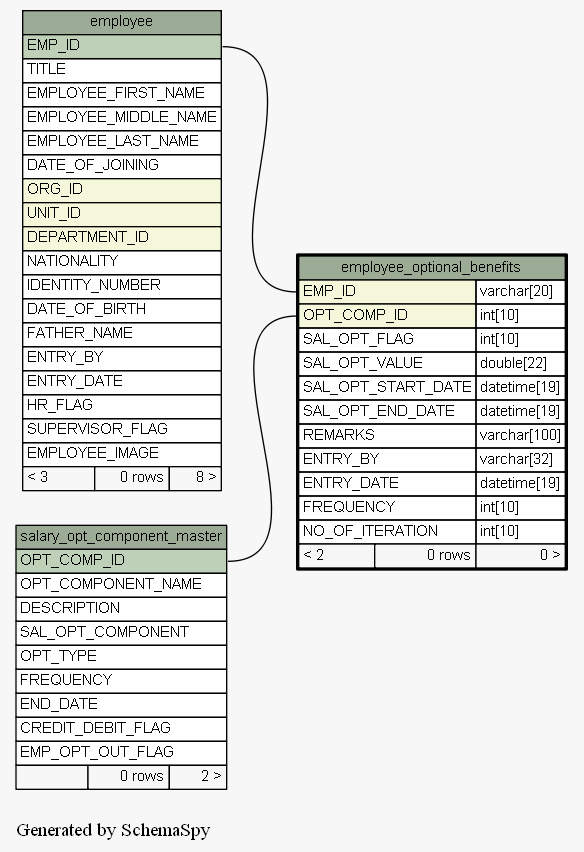 employee
EMP_ID
TITLE
EMPLOYEE_FIRST_NAME
EMPLOYEE_MIDDLE_NAME
EMPLOYEE_LAST_NAME
DATE_OF_JOINING
ORG_ID
UNIT_ID
DEPARTMENT_ID
NATIONALITY
IDENTITY_NUMBER
DATE_OF_BIRTH
FATHER_NAME
ENTRY_BY
ENTRY_DATE
HR_FLAG
SUPERVISOR_FLAG
EMPLOYEE_IMAGE
< 3 0 rows 8 >
employee_optional_benefits
EMP_ID varchar[20]
OPT_COMP_ID int[10]
SAL_OPT_FLAG int[10]
SAL_OPT_VALUE double[22]
SAL_OPT_START_DATE datetime[19]
SAL_OPT_END_DATE datetime[19]
REMARKS varchar[100]
ENTRY_BY varchar[32]
ENTRY_DATE datetime[19]
FREQUENCY int[10]
NO_OF_ITERATION int[10]
< 2 0 rows 0 >
salary_opt_component_master
OPT_COMP_ID
OPT_COMPONENT_NAME
DESCRIPTION
SAL_OPT_COMPONENT
OPT_TYPE
FREQUENCY
END_DATE
CREDIT_DEBIT_FLAG
EMP_OPT_OUT_FLAG
0 rows 2 >
Generated by SchemaSpy